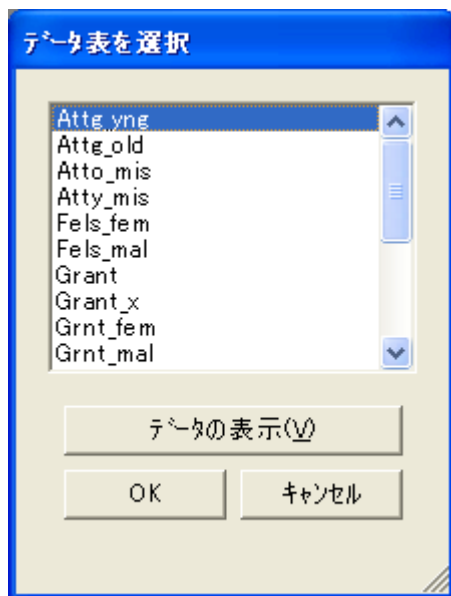 ﾃﾞｰﾀ表を選択
Attg_yng
Attg_old
Atto_mis
Atty_mis
Fels_fem
Fels_mal
Grant
Grant_x
Grnt_fem
Grnt_mal
ﾃﾞｰﾀの表示(V)
OK ｷｬﾝｾﾙ